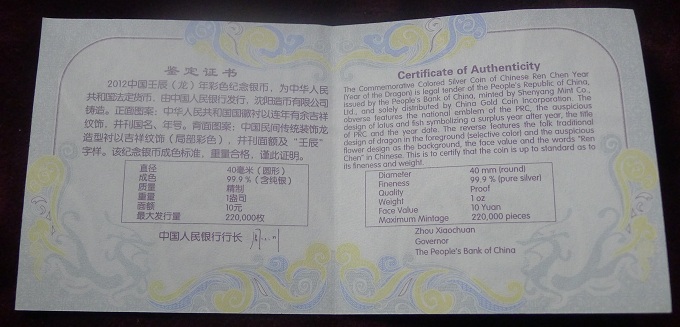 鉴定证书
2012中国壬辰（龙）年彩色纪念银币，为中华人民
共和国法定货币，由中国人民银行发行，沈阳造币有限公司
铸造。正面图案：中华人民共和国国徽衬以连年有余吉祥
纹饰，并刊国名、年号。背面图案：中国民间传统装饰龙
造型衬以吉祥纹饰（局部彩色），并刊面额及“壬辰”
字样。该纪念银币成色标准，重量合格，谨此证明。
直径 40毫米（圆形）
成色 99.9％（含纯银）
质量 精制
重量 1盎司
面额 10元
最大发行量 220,000枚
中国人民银行行长
Certificate of Authenticity
The Commemorative Colored Silver Coin of Chinese Ren Chen Year
(Year of the Dragon) is legal tender of the People's Republic of China,
issued by the People's Bank of China, minted by Shenyang Mint Co.,
Ltd., and solely distributed by China Gold Coin Incorporation. The
obverse features the national emblem of the PRC, the auspicious
design of lotus and fish symbolizing a surplus year after year, the title
of PRC, and the year date. The reverse features the folk traditional
design of dragon in the foreground (selective color) and the auspicious
flower design as the background, the face value and the words "Ren
Chen" in Chinese. This is to certify that the coin is up to standard as to
its fineness and weight.
Diameter 40 mm (round)
Fineness 99.9 % (pure silver)
Quality Proof
Weight 1 oz
Face Value 10 Yuan
Maximum Mintage 220,000 pieces
Zhou Xiaochuan
Governor
The People's Bank of China